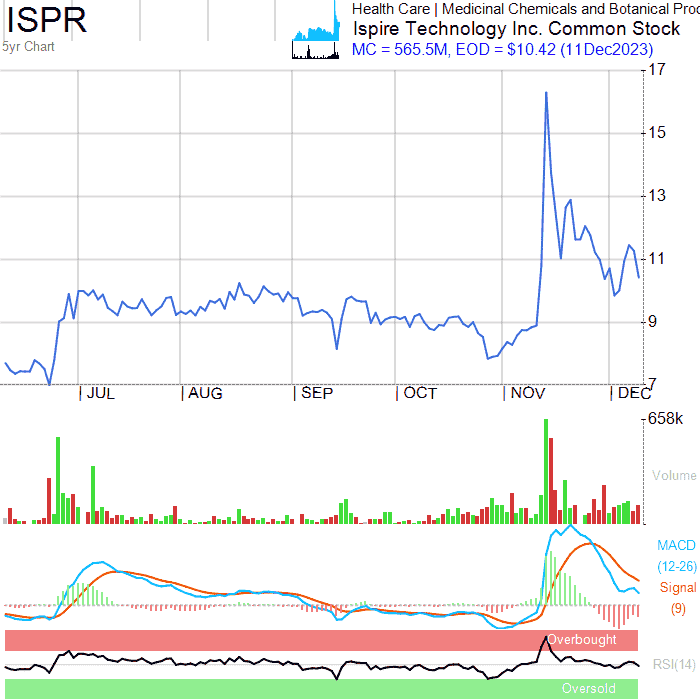 ISPR
5yr Chart
Health Care | Medicinal Chemicals and Botanical Proc
Ispire Technology Inc. Common Stock
MC = 565.5M, EOD = $10.42 (11Dec2023)
17
15
13
11
9
7
JUL AUG SEP OCT NOV DEC
658k
Volume
MACD
(12-26)
Signal
(9)
Overbought
RSI(14)
Oversold